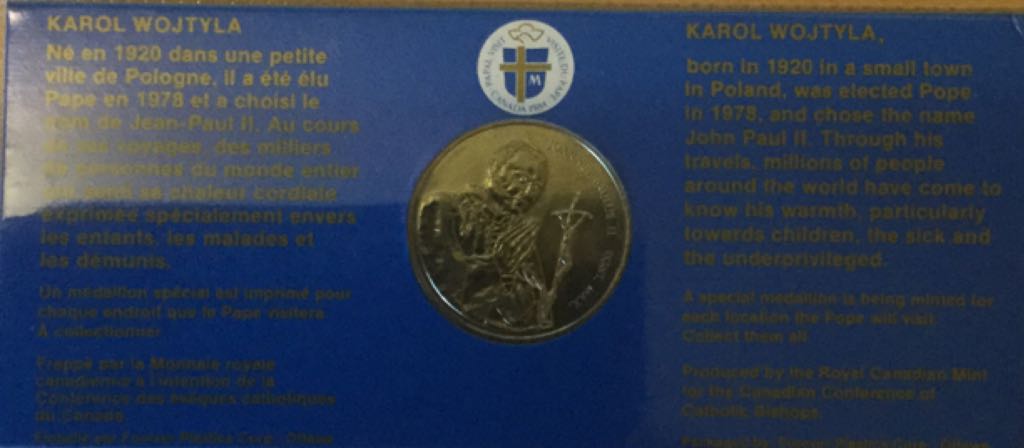 KAROL WOJTYLA
Né en 1920 dans une petite
ville de Pologne, il a été élu
Pape en 1978 et a choisi le
nom de Jean-Paul II. Au cours
de ses voyages, des milliers
de personnes du monde entier
ont senti sa chaleur cordiale
exprimée spécialement envers
les enfants, les malades et
les démunis.
Un médaillon spécial est imprimé pour
chaque endroit que le Pape visitera.
À collectionner
Frappé par la Monnaie royale
canadienne à l'intention de la
Conférence des évêques catholiques
du Canada.
PAPAL VISIT
VISITE DU PAPE
CANADA 1984
M
KAROL WOJTYLA,
born in 1920 in a small town
in Poland, was elected Pope
in 1978, and chose the name
John Paul II. Through his
travels, millions of people
around the world have come to
know his warmth, particularly
towards children, the sick and
the underprivileged.
A special medallion is being minted for
each location the Pope will visit.
Collect them all.
Produced by the Royal Canadian Mint
for the Canadian Conference of
Catholic Bishops.